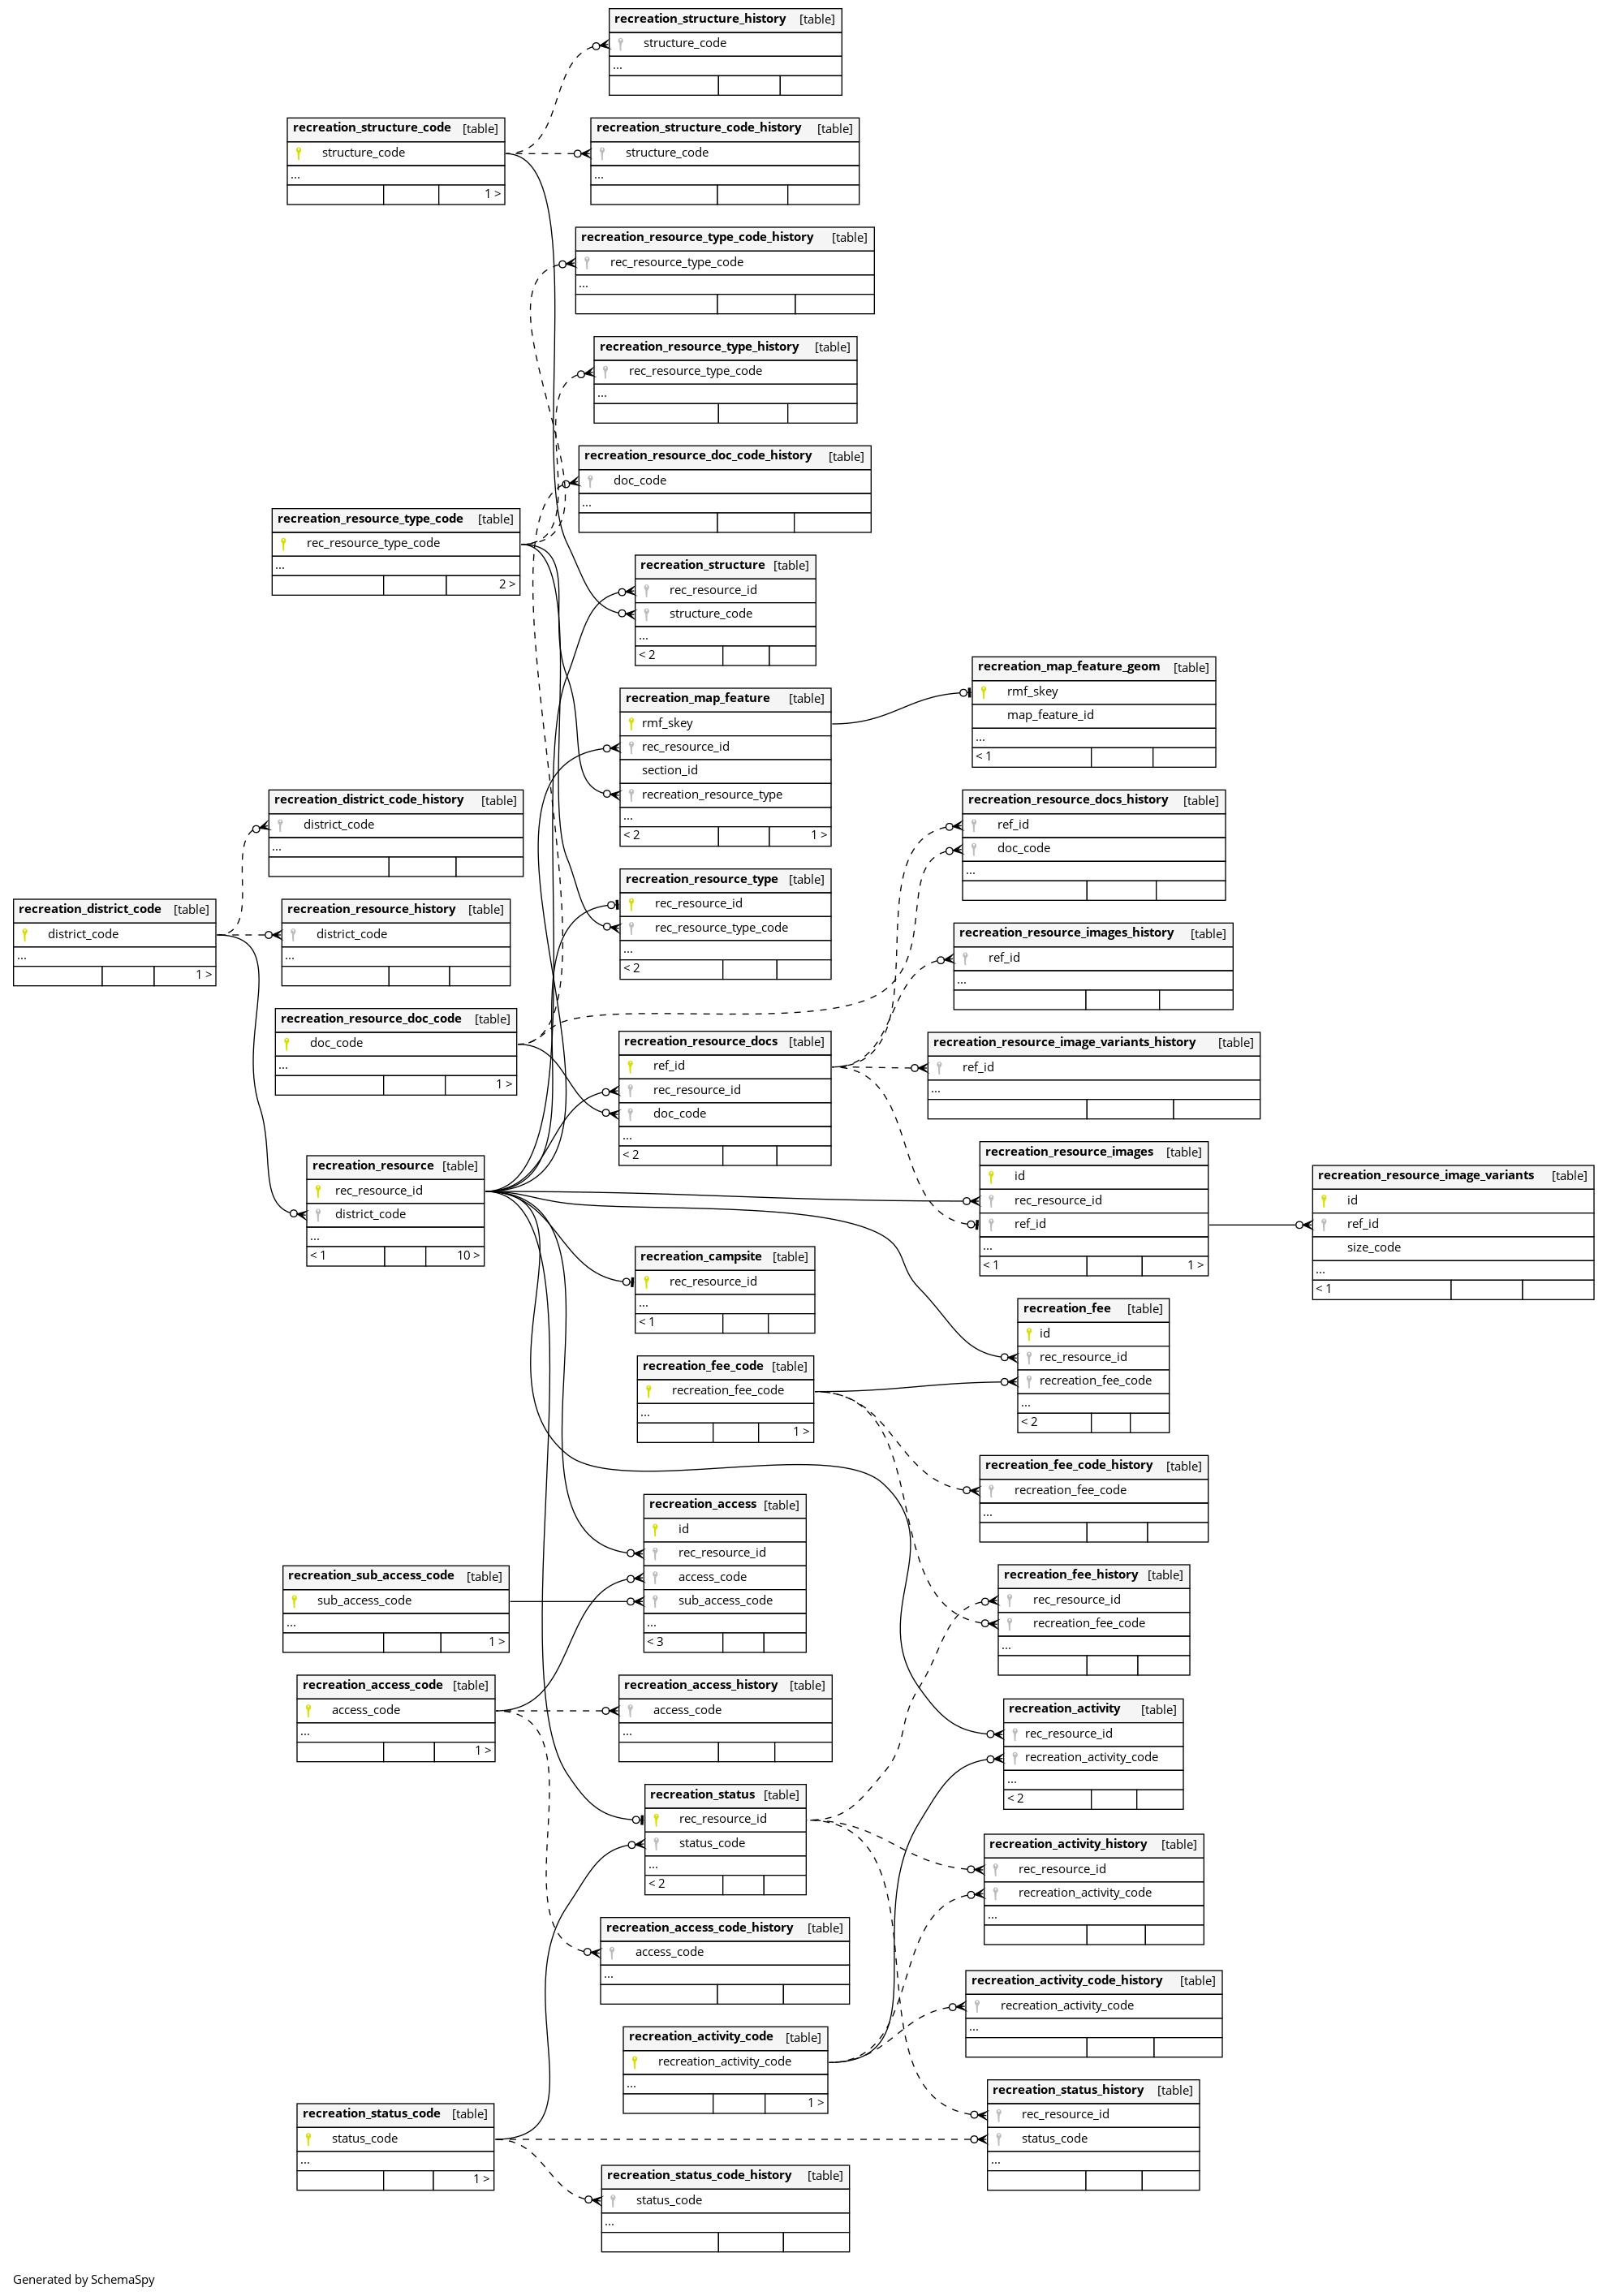 recreation_structure_history [table]
structure_code
...
recreation_structure_code [table]
structure_code
...
1 >
recreation_structure_code_history [table]
structure_code
...
recreation_resource_type_code_history [table]
rec_resource_type_code
...
recreation_resource_type_history [table]
rec_resource_type_code
...
recreation_resource_doc_code_history [table]
doc_code
...
recreation_resource_type_code [table]
rec_resource_type_code
...
2 >
recreation_structure [table]
rec_resource_id
structure_code
...
< 2
recreation_map_feature_geom [table]
rmf_skey
map_feature_id
...
< 1
recreation_map_feature [table]
rmf_skey
rec_resource_id
section_id
recreation_resource_type
...
< 2 1 >
recreation_district_code_history [table]
district_code
...
recreation_resource_docs_history [table]
ref_id
doc_code
...
recreation_resource_type [table]
rec_resource_id
rec_resource_type_code
...
< 2
recreation_district_code [table]
district_code
...
1 >
recreation_resource_history [table]
district_code
...
recreation_resource_images_history [table]
ref_id
...
recreation_resource_doc_code [table]
doc_code
...
1 >
recreation_resource_docs [table]
ref_id
rec_resource_id
doc_code
...
< 2
recreation_resource_image_variants_history [table]
ref_id
...
recreation_resource_images [table]
id
rec_resource_id
ref_id
...
< 1 1 >
recreation_resource_image_variants [table]
id
ref_id
size_code
...
< 1
recreation_resource [table]
rec_resource_id
district_code
...
< 1 10 >
recreation_campsite [table]
rec_resource_id
...
< 1
recreation_fee [table]
id
rec_resource_id
recreation_fee_code
...
< 2
recreation_fee_code [table]
recreation_fee_code
...
1 >
recreation_fee_code_history [table]
recreation_fee_code
...
recreation_access [table]
id
rec_resource_id
access_code
sub_access_code
...
< 3
recreation_sub_access_code [table]
sub_access_code
...
1 >
recreation_fee_history [table]
rec_resource_id
recreation_fee_code
...
recreation_access_code [table]
access_code
...
1 >
recreation_access_history [table]
access_code
...
recreation_activity [table]
rec_resource_id
recreation_activity_code
...
< 2
recreation_status [table]
rec_resource_id
status_code
...
< 2
recreation_activity_history [table]
rec_resource_id
recreation_activity_code
...
recreation_access_code_history [table]
access_code
...
recreation_activity_code_history [table]
recreation_activity_code
...
recreation_activity_code [table]
recreation_activity_code
...
1 >
recreation_status_history [table]
rec_resource_id
status_code
...
recreation_status_code [table]
status_code
...
1 >
recreation_status_code_history [table]
status_code
...
Generated by SchemaSpy